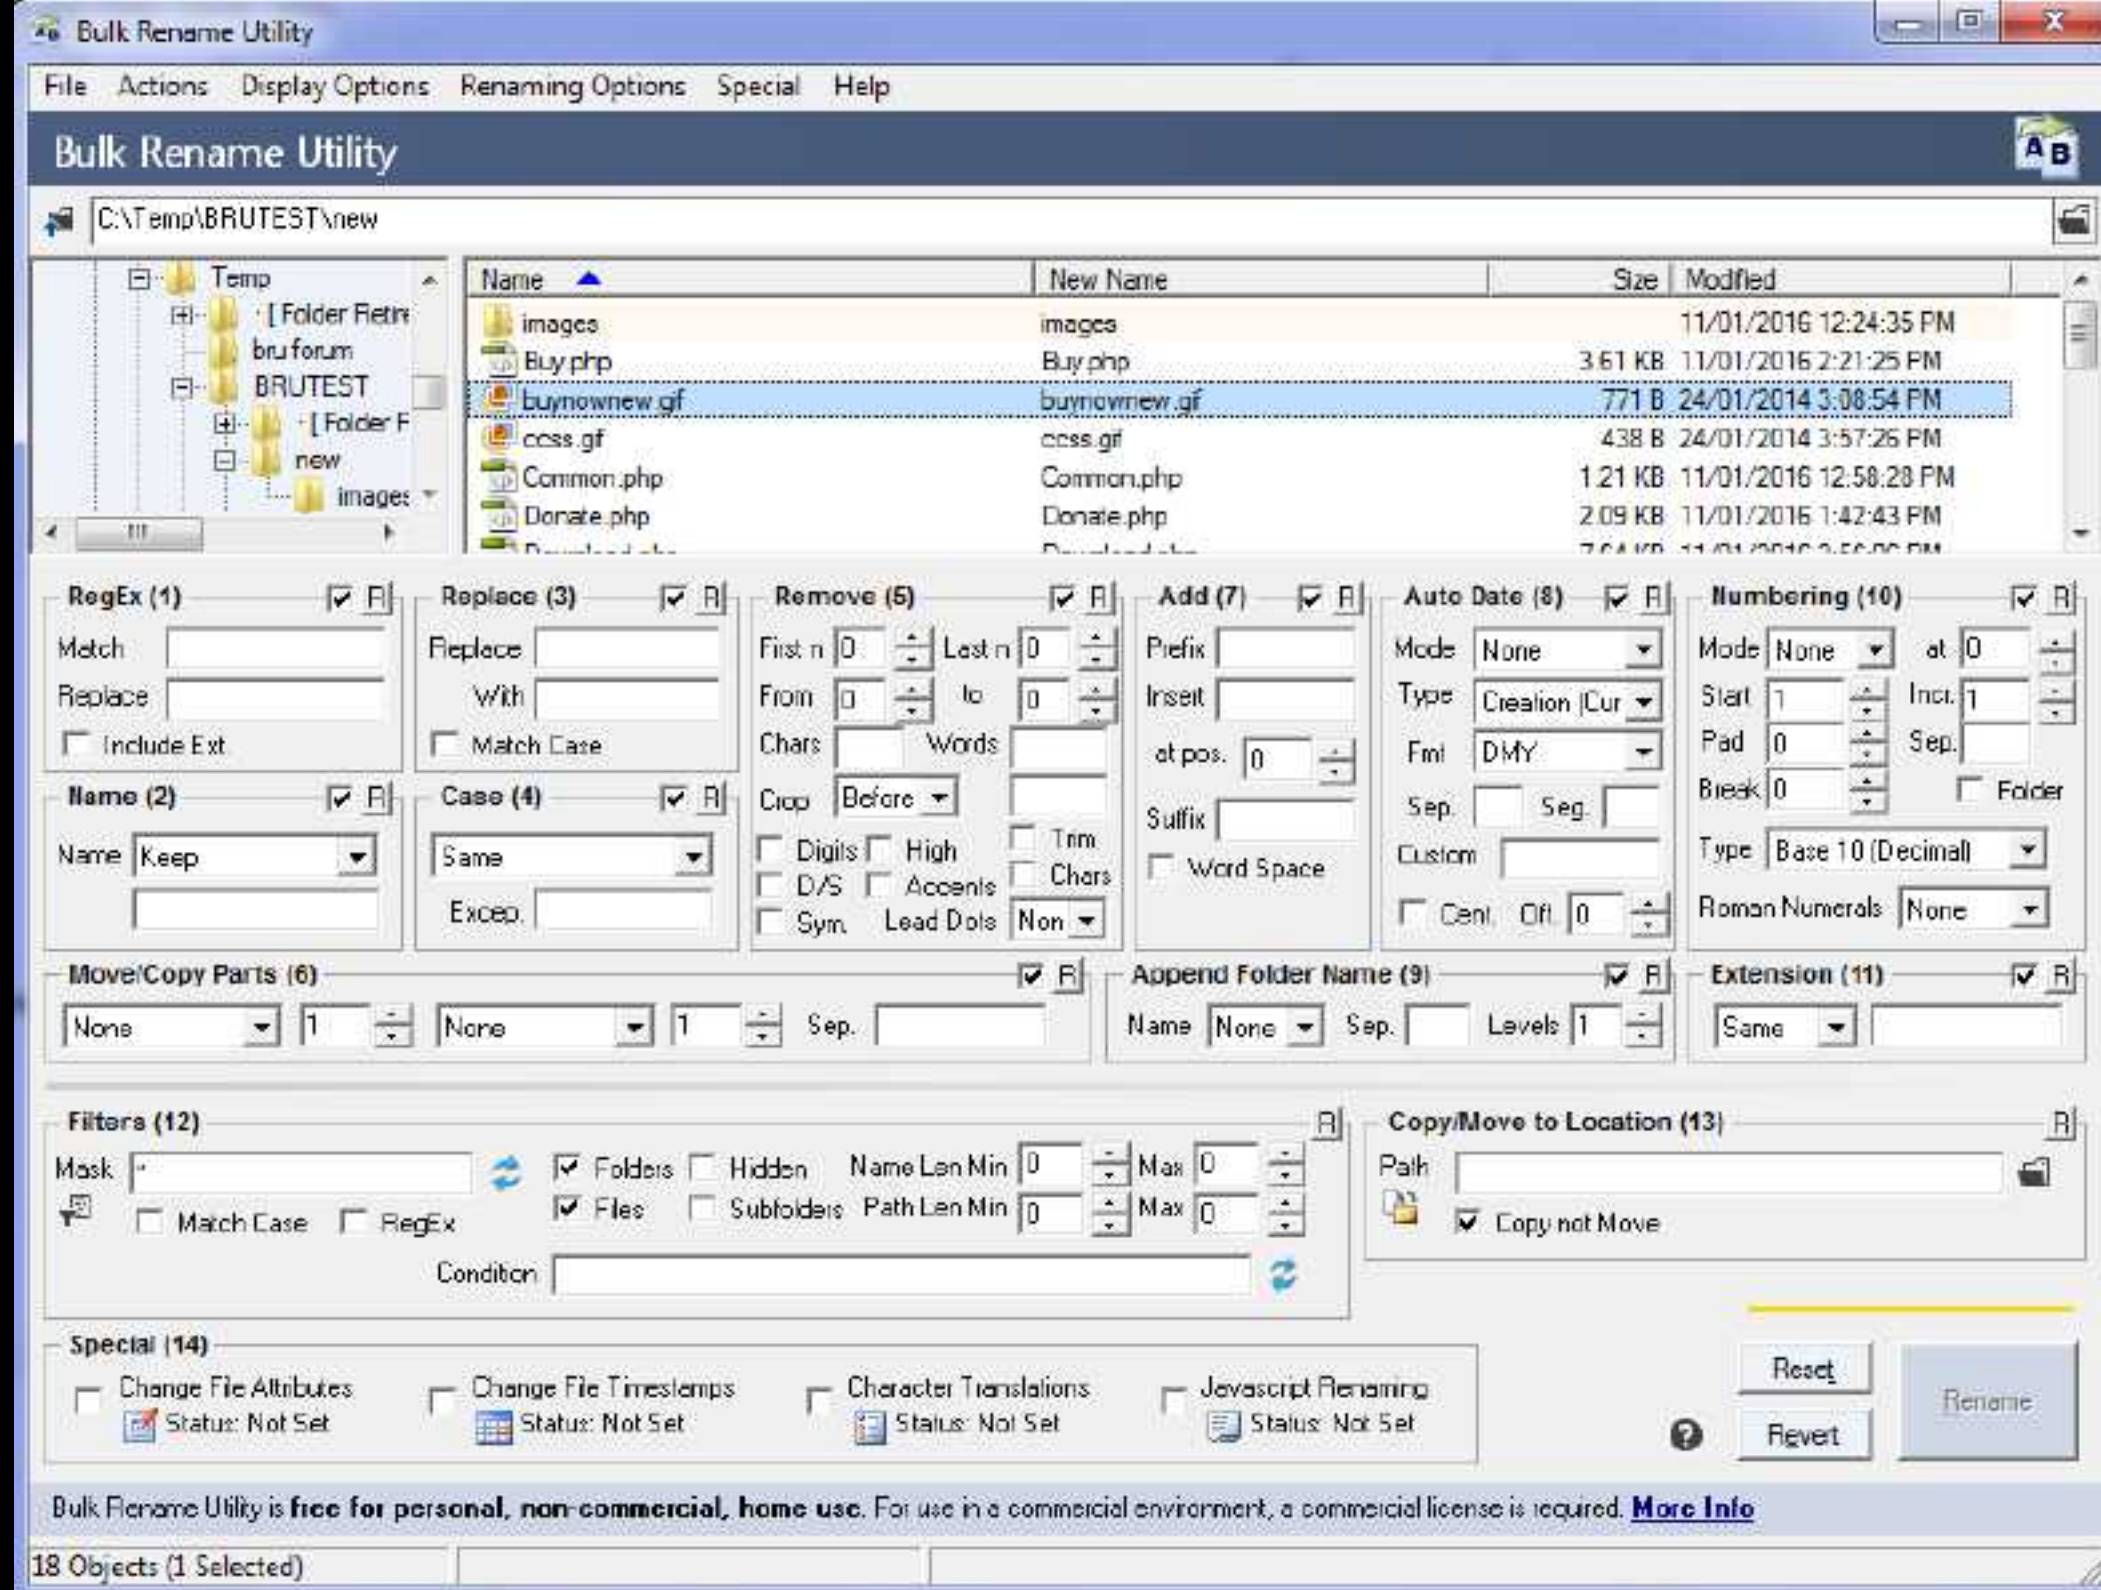 Bulk Rename Utility
File Actions Display Options Renaming Options Special Help
Bulk Rename Utility
A B
C:\Temp\BRUTEST\new
Temp
[ Folder Retire
bru forum
BRUTEST
[ Folder F
new
images
Name New Name Size Modified
images images 11/01/2016 12:24:35 PM
Buy.php Buy.php 3.61 KB 11/01/2016 2:21:25 PM
buynownew.gif buynownew.gif 771 B 24/01/2014 3:08:54 PM
ccss.gif ccss.gif 438 B 24/01/2014 3:57:26 PM
Common.php Common.php 1.21 KB 11/01/2016 12:58:28 PM
Donate.php Donate.php 2.09 KB 11/01/2016 1:42:43 PM
RegEx (1) R
Match
Replace
Include Ext.
Name (2) R
Name Keep
Replace (3) R
Replace
With
Match Case
Case (4) R
Same
Excep.
Remove (5) R
First n 0 Last n 0
From 0 to 0
Chars Words
Crop Before
Digits High Trim
D/S Accents Chars
Sym. Lead Dots Non
Add (7) R
Prefix
Insert
at pos. 0
Suffix
Word Space
Auto Date (8) R
Mode None
Type Creation (Cur
Fmt DMY
Sep. Seg.
Custom
Cent. Off. 0
Numbering (10) R
Mode None at 0
Start 1 Incr. 1
Pad 0 Sep.
Break 0 Folder
Type Base 10 (Decimal)
Roman Numerals None
Move/Copy Parts (6) R
None 1 None 1 Sep.
Append Folder Name (9) R
Name None Sep. Levels 1
Extension (11) R
Same
Filters (12) R
Mask * Folders Hidden Name Len Min 0 Max 0
Match Case RegEx Files Subfolders Path Len Min 0 Max 0
Condition
Copy/Move to Location (13) R
Path
Copy not Move
Special (14)
Change File Attributes
Status: Not Set
Change File Timestamps
Status: Not Set
Character Translations
Status: Not Set
Javascript Renaming
Status: Not Set
Reset
Revert
Rename
Bulk Rename Utility is free for personal, non-commercial, home use. For use in a commercial environment, a commercial license is required. More Info
18 Objects (1 Selected)